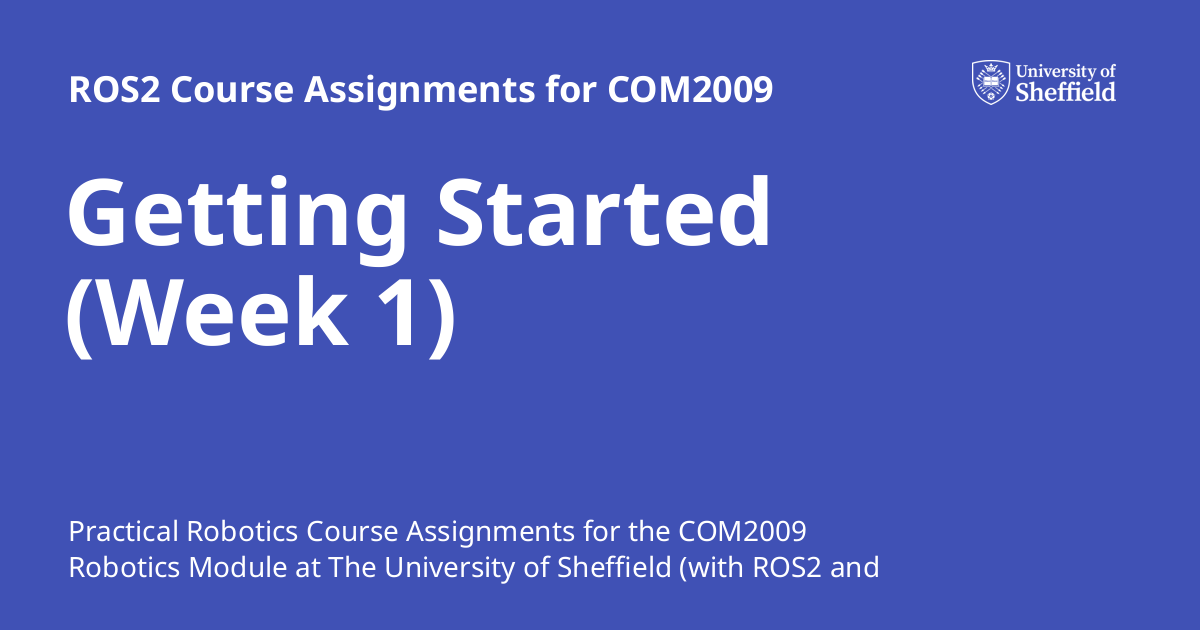 ROS2 Course Assignments for COM2009
University of
Sheffield
Getting Started
(Week 1)
Practical Robotics Course Assignments for the COM2009
Robotics Module at The University of Sheffield (with ROS2 and